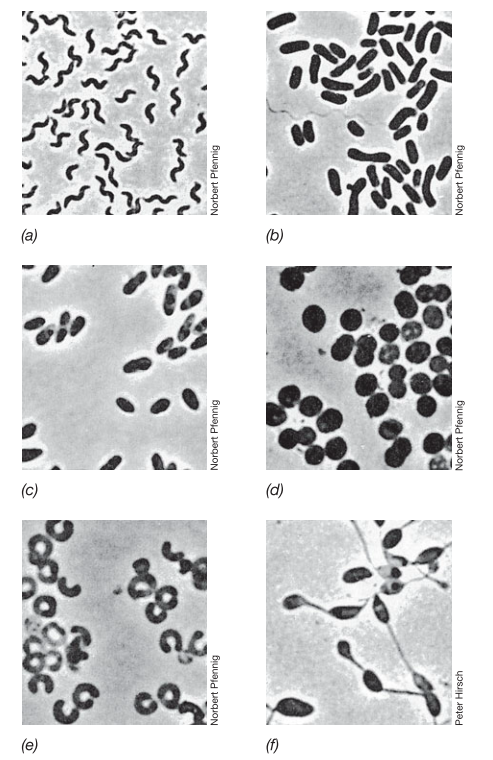 Norbert Pfennig
Norbert Pfennig
(a)
(b)
Norbert Pfennig
Norbert Pfennig
(c)
(d)
Norbert Pfennig
Peter Hirsch
(e)
(f)